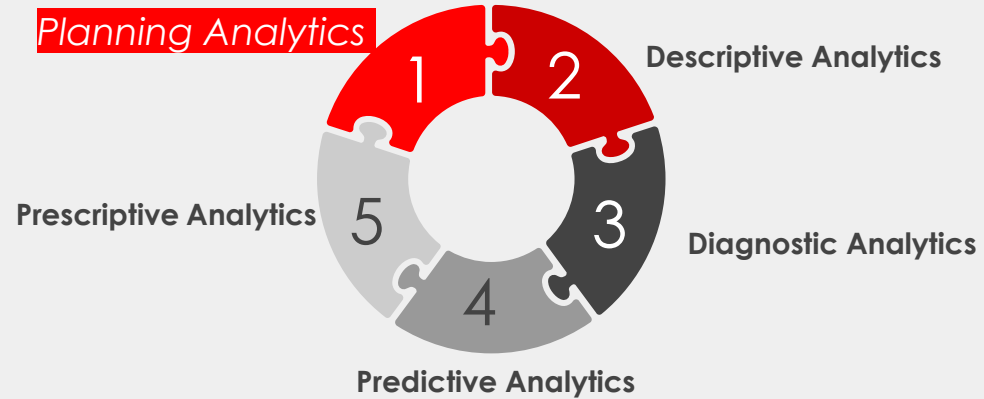 Planning Analytics
1
2
Descriptive Analytics
Prescriptive Analytics
5
3
Diagnostic Analytics
4
Predictive Analytics